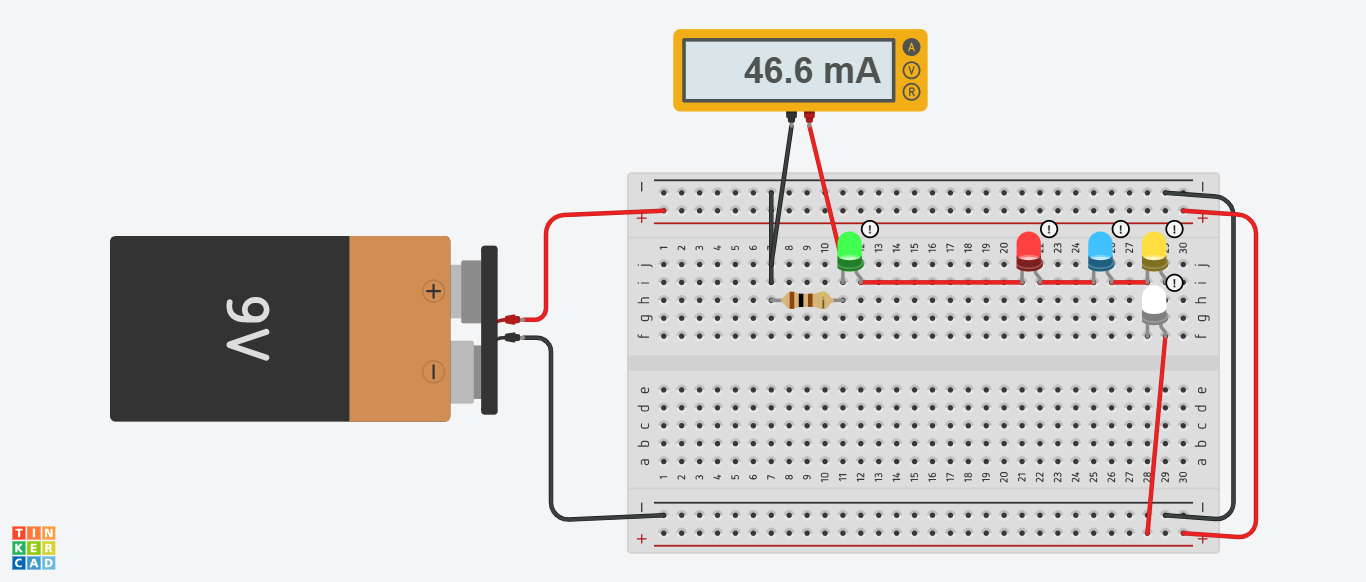 46.6 mA
A
V
R
9V
+
−
− −
+ +
1 2 3 4 5 6 7 8 9 10 12 13 14 15 16 17 18 19 20 22 23 24 25 26 27 29 30
! ! ! !
j j
i i
!
h h
g g
f f
e e
d d
c c
b b
a a
1 2 3 4 5 6 7 8 9 10 11 12 13 14 15 16 17 18 19 20 21 22 23 24 25 26 27 28 29 30
− −
+ +
TIN
KER
CAD